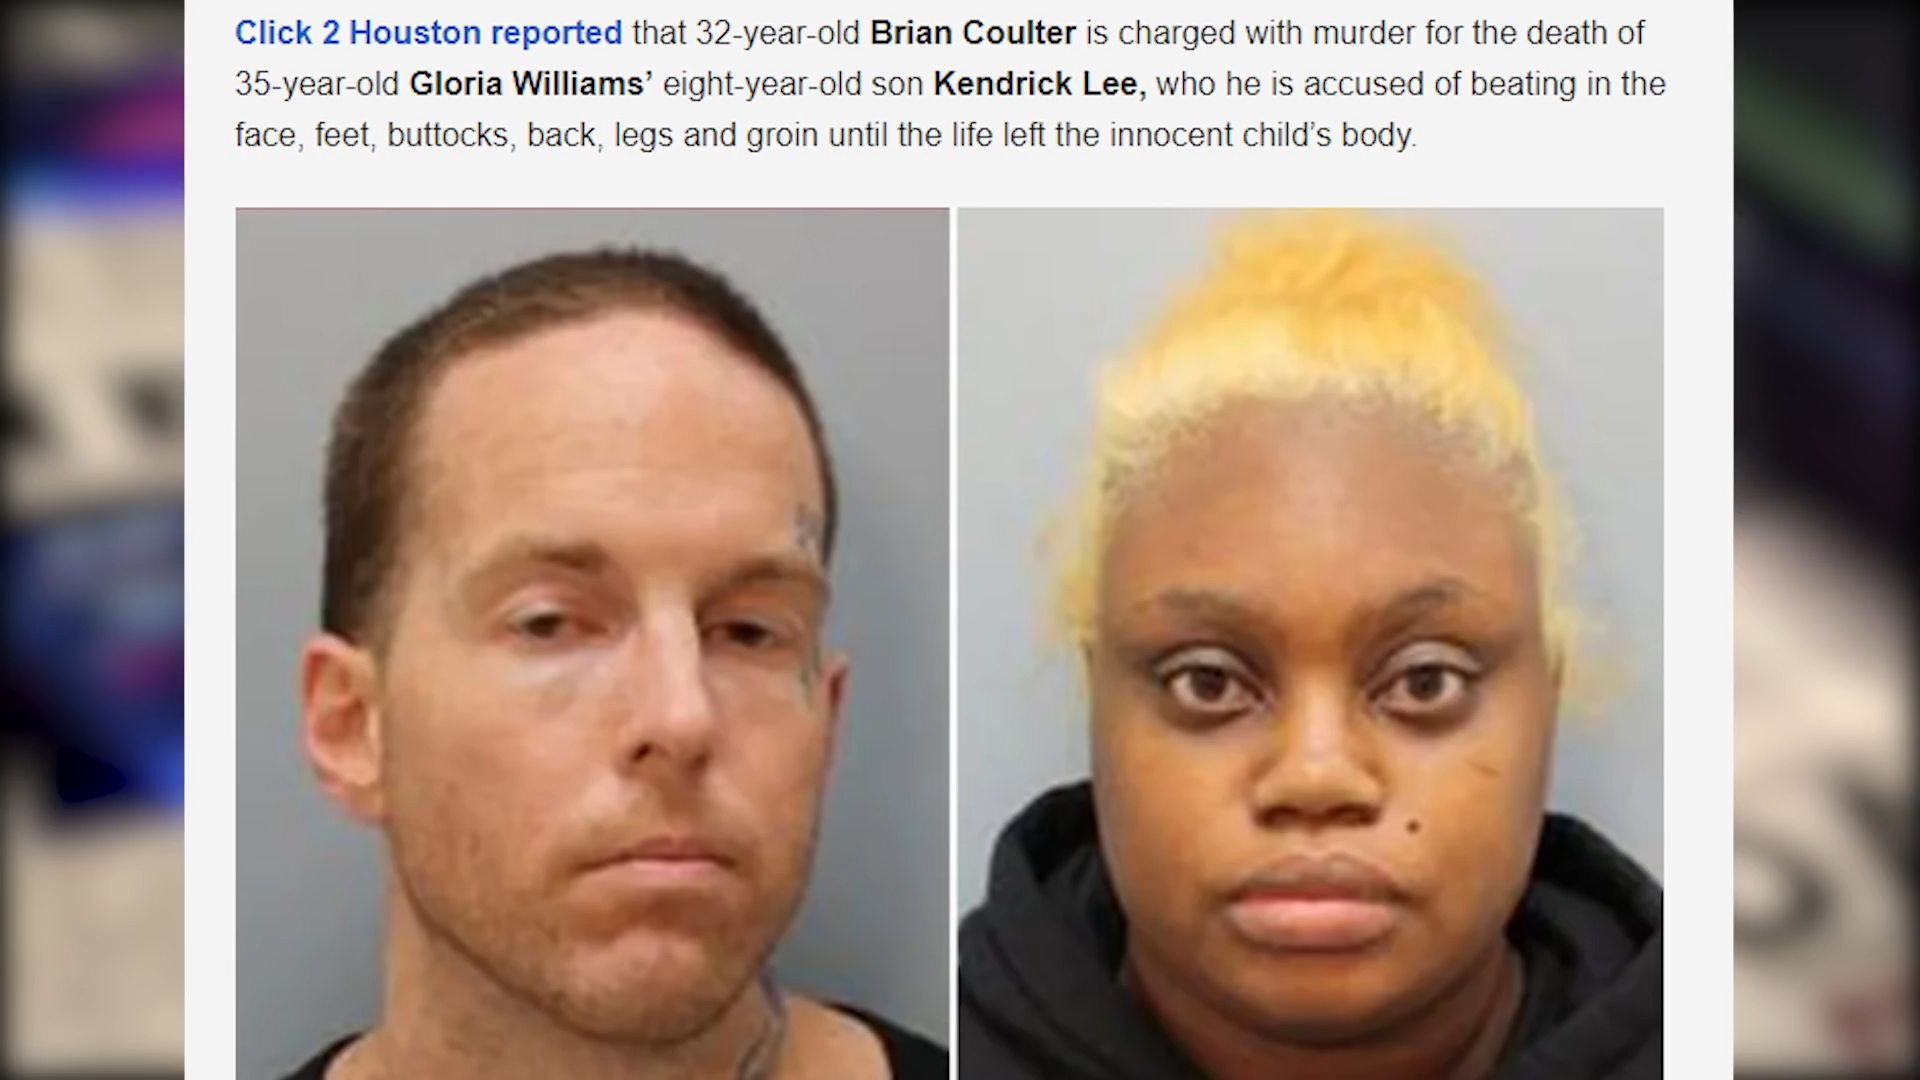 Click 2 Houston reported that 32-year-old Brian Coulter is charged with murder for the death of
35-year-old Gloria Williams’ eight-year-old son Kendrick Lee, who he is accused of beating in the
face, feet, buttocks, back, legs and groin until the life left the innocent child’s body.